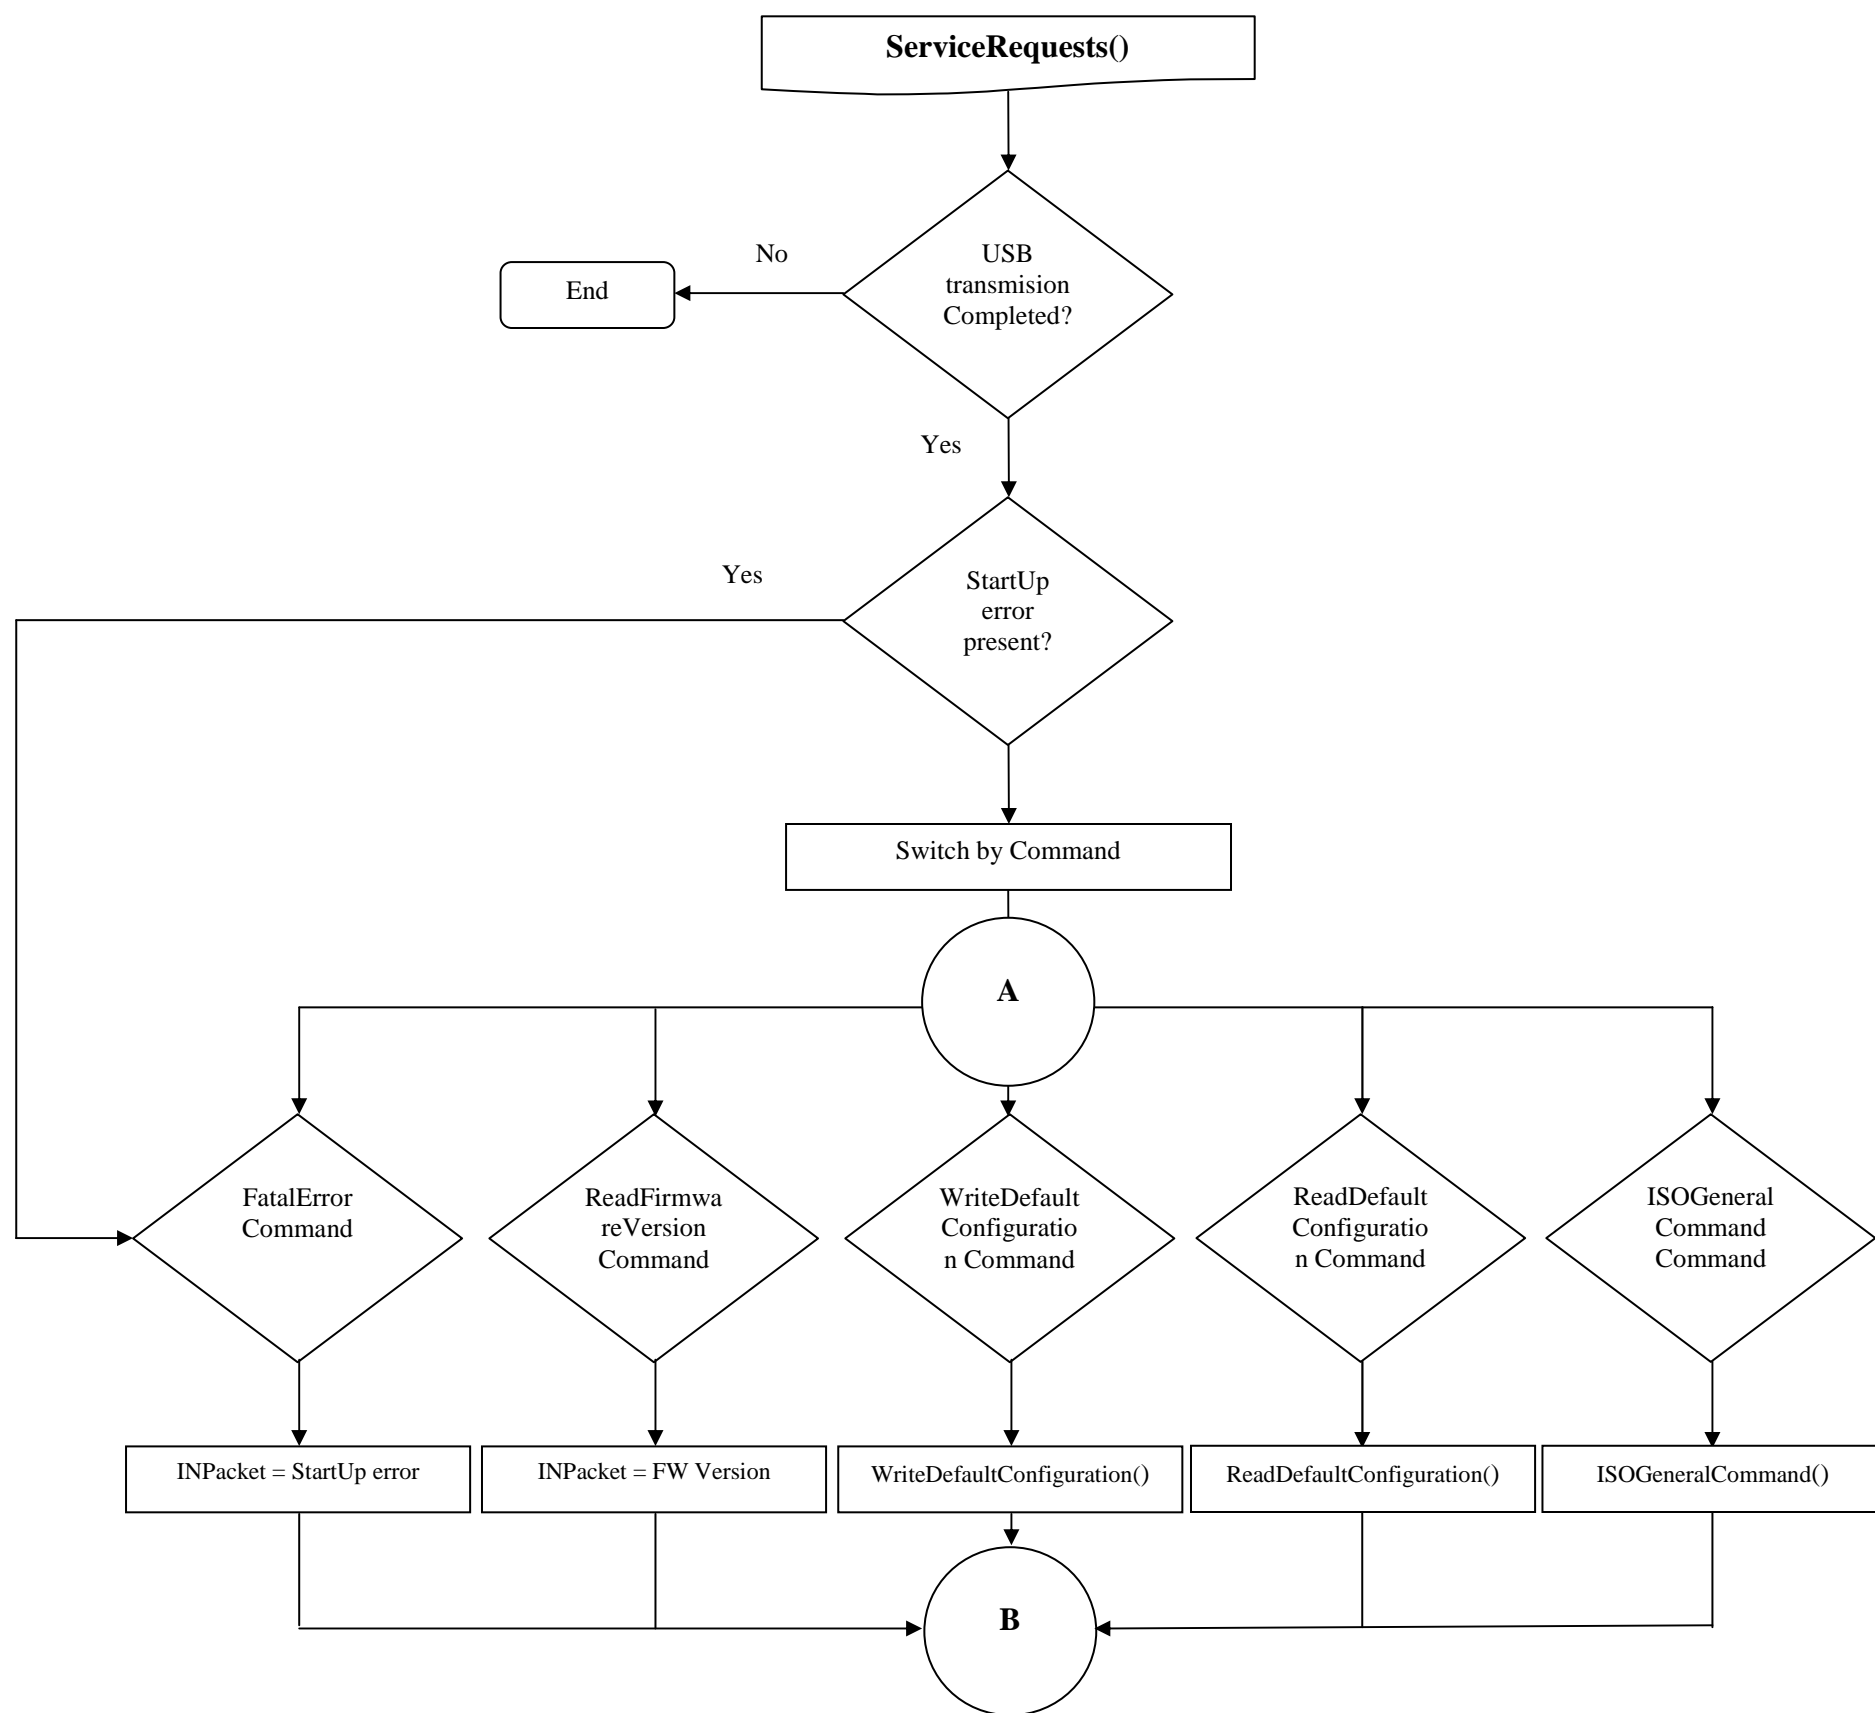 ServiceRequests()
No
End
USB
transmision
Completed?
Yes
Yes
StartUp
error
present?
Switch by Command
A
FatalError
Command
ReadFirmwa
reVersion
Command
WriteDefault
Configuratio
n Command
ReadDefault
Configuratio
n Command
ISOGeneral
Command
Command
INPacket = StartUp error
INPacket = FW Version
WriteDefaultConfiguration()
ReadDefaultConfiguration()
ISOGeneralCommand()
B